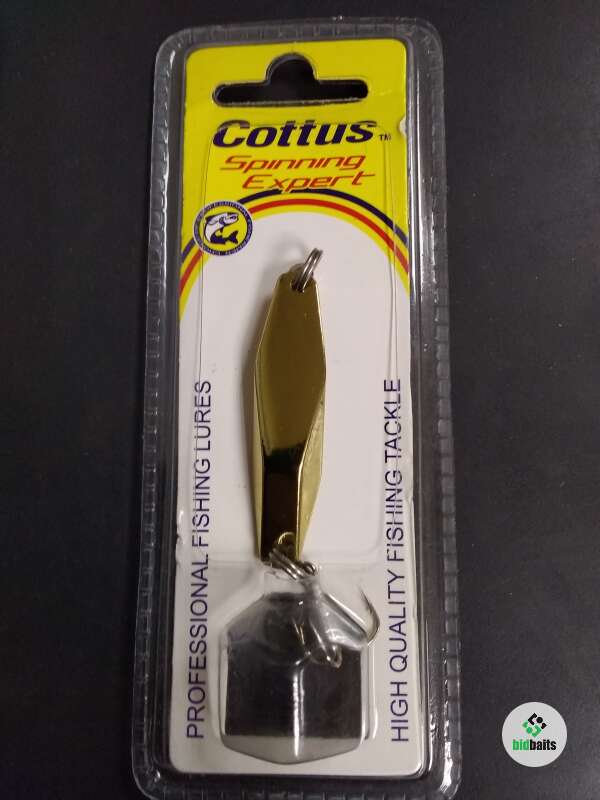 Cottus™
Spinning
Expert
PROFESSIONAL FISHING LURES
HIGH QUALITY FISHING TACKLE
bidbaits